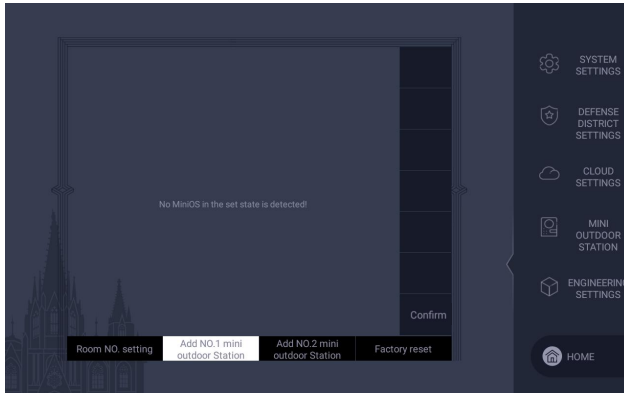 No MiniOS in the set state is detected!
Confirm
Room NO. setting
Add NO.1 mini
outdoor Station
Add NO.2 mini
outdoor Station
Factory reset
SYSTEM
SETTINGS
DEFENSE
DISTRICT
SETTINGS
CLOUD
SETTINGS
MINI
OUTDOOR
STATION
ENGINEERING
SETTINGS
HOME